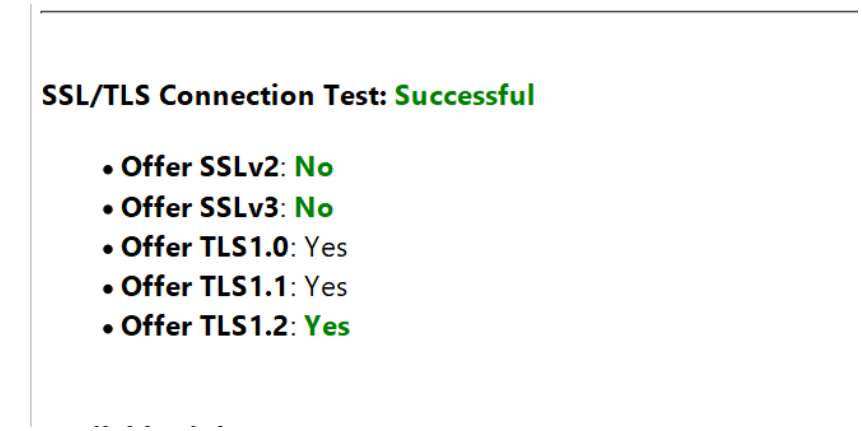 SSL/TLS Connection Test: Successful
• Offer SSLv2: No
• Offer SSLv3: No
• Offer TLS1.0: Yes
• Offer TLS1.1: Yes
• Offer TLS1.2: Yes